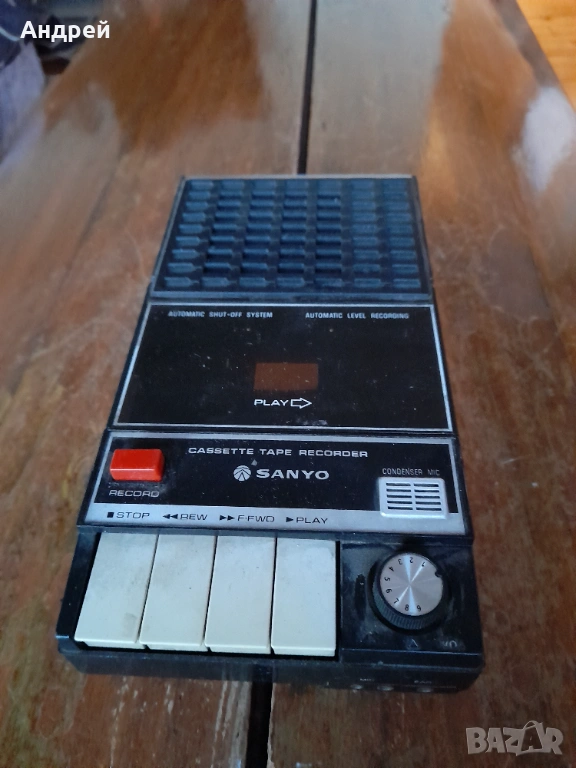 Андрей
AUTOMATIC SHUT-OFF SYSTEM AUTOMATIC LEVEL RECORDING
PLAY
CASSETTE TAPE RECORDER
SANYO
CONDENSER MIC
RECORD
STOP REW F.FWD PLAY
BAZAR